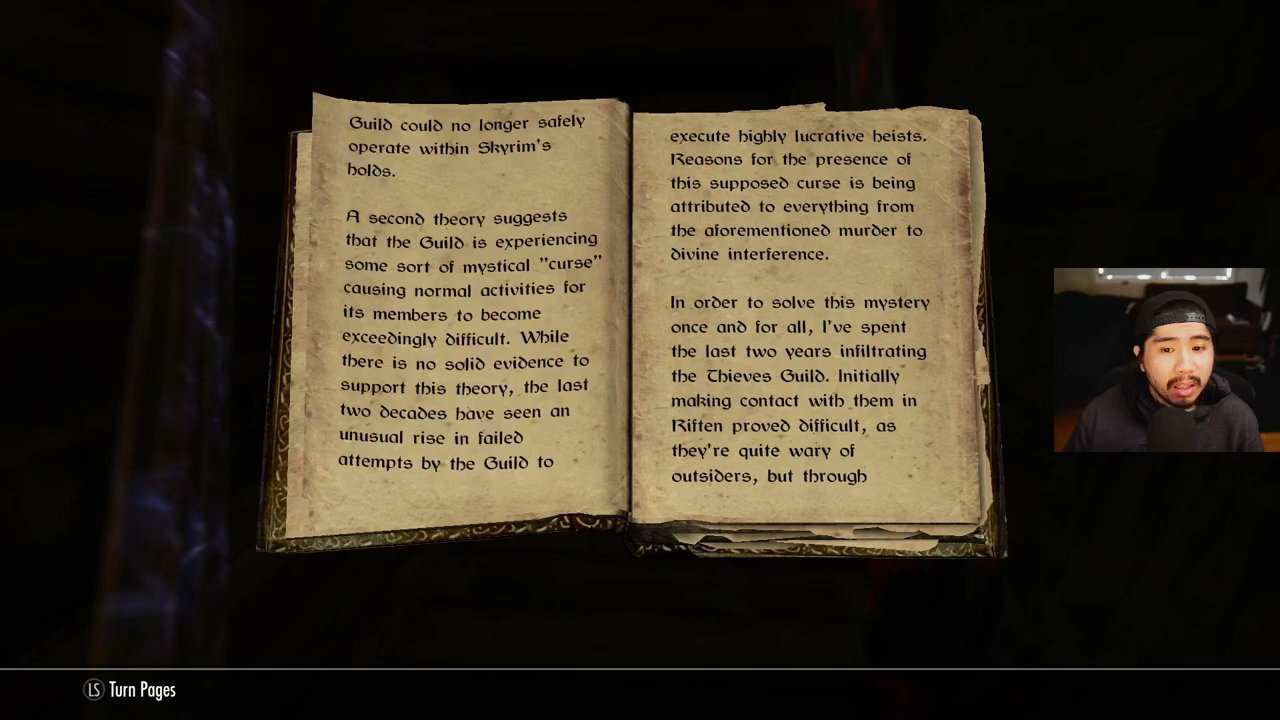 Guild could no longer safely
operate within Skyrim's
holds.
A second theory suggests
that the Guild is experiencing
some sort of mystical "curse"
causing normal activities for
its members to become
exceedingly difficult. While
there is no solid evidence to
support this theory, the last
two decades have seen an
unusual rise in failed
attempts by the Guild to
execute highly lucrative heists.
Reasons for the presence of
this supposed curse is being
attributed to everything from
the aforementioned murder to
divine interference.
In order to solve this mystery
once and for all, I've spent
the last two years infiltrating
the Thieves Guild. Initially
making contact with them in
Riften proved difficult, as
they're quite wary of
outsiders, but through
LS Turn Pages